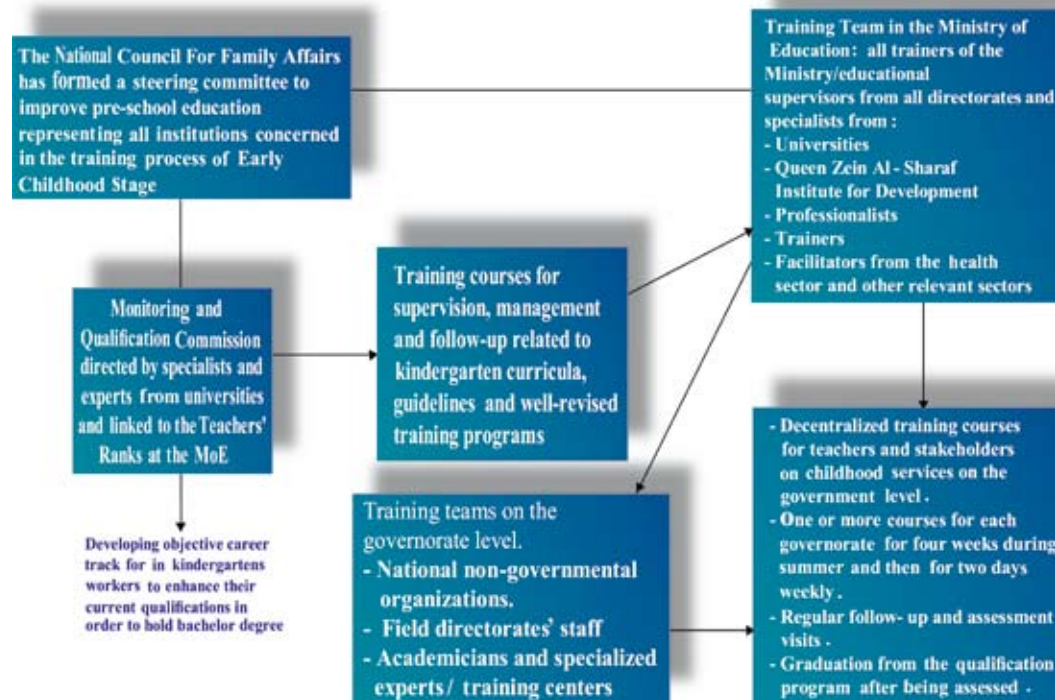 The National Council For Family Affairs
has formed a steering committee to
improve pre-school education
representing all institutions concerned
in the training process of Early
Childhood Stage
Training Team in the Ministry of
Education: all trainers of the
Ministry/educational
supervisors from all directorates and
specialists from :
- Universities
- Queen Zein Al - Sharaf
Institute for Development
- Professionalists
- Trainers
- Facilitators from the health
sector and other relevant sectors
Monitoring and
Qualification Commission
directed by specialists and
experts from universities
and linked to the Teachers'
Ranks at the MoE
Training courses for
supervision, management
and follow-up related to
kindergarten curricula,
guidelines and well-revised
training programs
Developing objective career
track for in kindergartens
workers to enhance their
current qualifications in
order to hold bachelor degree
Training teams on the
governorate level.
- National non-governmental
organizations.
- Field directorates' staff
- Academicians and specialized
experts / training centers
- Decentralized training courses
for teachers and stakeholders
on childhood services on the
government level .
- One or more courses for each
governorate for four weeks during
summer and then for two days
weekly .
- Regular follow- up and assessment
visits .
- Graduation from the qualification
program after being assessed .